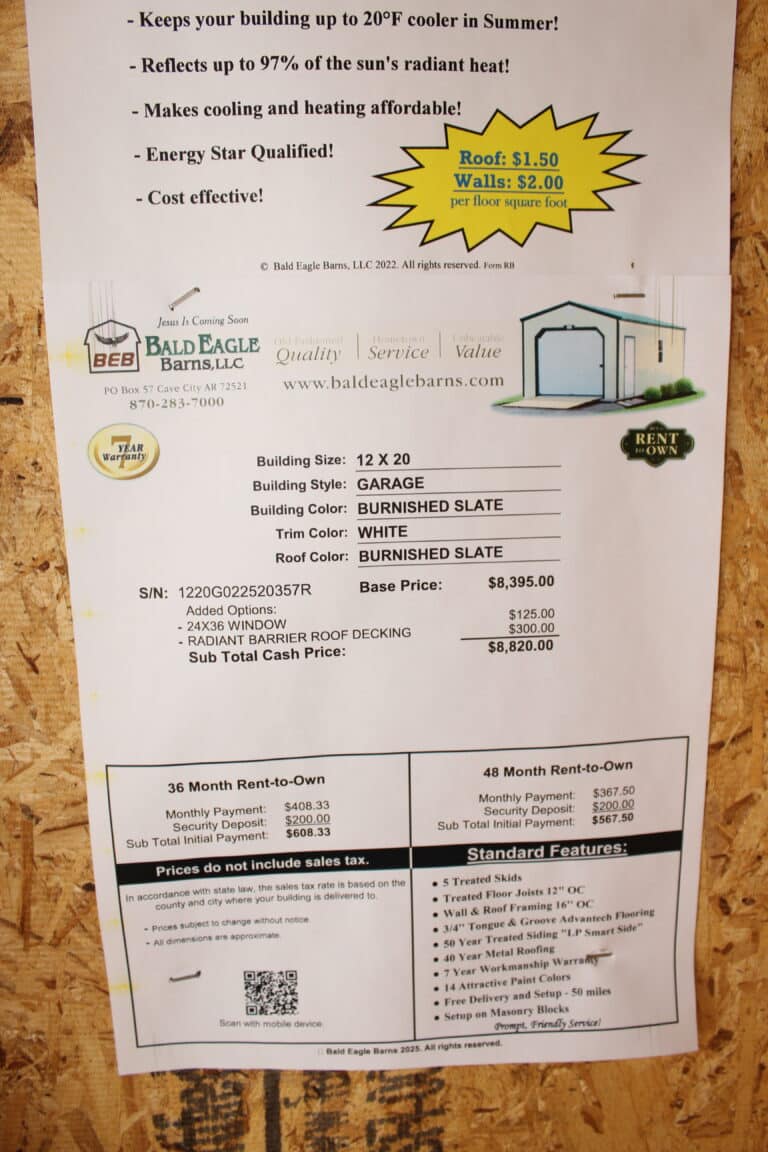 - Keeps your building up to 20°F cooler in Summer!
- Reflects up to 97% of the sun's radiant heat!
- Makes cooling and heating affordable!
- Energy Star Qualified!
- Cost effective!
Roof: $1.50
Walls: $2.00
per floor square foot
© Bald Eagle Barns, LLC 2022. All rights reserved. Form RB
Jesus Is Coming Soon
BEB
BALD EAGLE
BARNS, LLC
PO Box 57 Cave City AR 72521
870-283-7000
Old Fashioned Quality | Hometown Service | Unbeatable Value
www.baldeaglebarns.com
7 YEAR Warranty
RENT TO OWN
Building Size: 12 X 20
Building Style: GARAGE
Building Color: BURNISHED SLATE
Trim Color: WHITE
Roof Color: BURNISHED SLATE
S/N: 1220G022520357R Base Price: $8,395.00
Added Options:
- 24X36 WINDOW $125.00
- RADIANT BARRIER ROOF DECKING $300.00
Sub Total Cash Price: $8,820.00
36 Month Rent-to-Own
Monthly Payment: $408.33
Security Deposit: $200.00
Sub Total Initial Payment: $608.33
48 Month Rent-to-Own
Monthly Payment: $367.50
Security Deposit: $200.00
Sub Total Initial Payment: $567.50
Prices do not include sales tax.
In accordance with state law, the sales tax rate is based on the
county and city where your building is delivered to.
- Prices subject to change without notice.
- All dimensions are approximate.
Scan with mobile device.
Standard Features:
• 5 Treated Skids
• Treated Floor Joists 12" OC
• Wall & Roof Framing 16" OC
• 3/4" Tongue & Groove Advantech Flooring
• 50 Year Treated Siding "LP Smart Side"
• 40 Year Metal Roofing
• 7 Year Workmanship Warranty
• 14 Attractive Paint Colors
• Free Delivery and Setup - 50 miles
• Setup on Masonry Blocks
Prompt, Friendly Service!
Bald Eagle Barns 2025. All rights reserved.